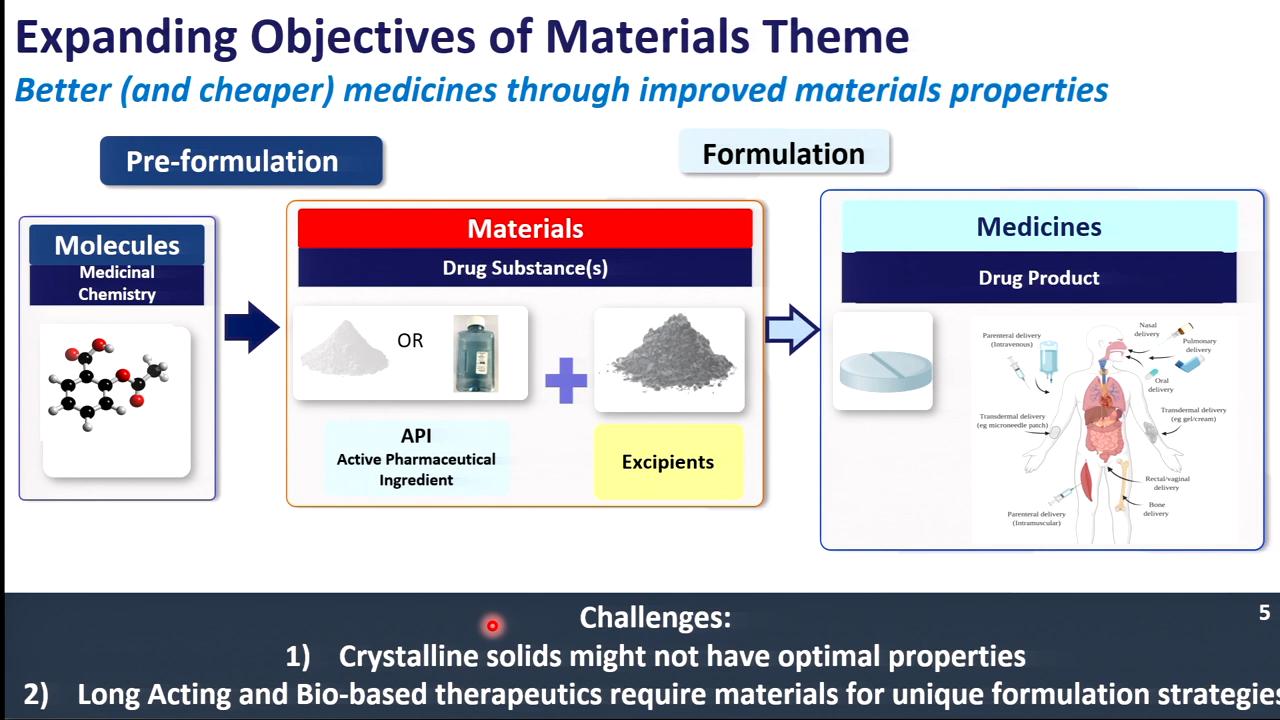 Expanding Objectives of Materials Theme
Better (and cheaper) medicines through improved materials properties
Pre-formulation
Formulation
Molecules
Medicinal
Chemistry
Materials
Drug Substance(s)
OR
API
Active Pharmaceutical
Ingredient
Excipients
Medicines
Drug Product
Parenteral delivery
(Intravenous)
Nasal
delivery
Pulmonary
delivery
Oral
delivery
Transdermal delivery
(eg microneedle patch)
Transdermal delivery
(eg gel/cream)
Rectal/vaginal
delivery
Bone
delivery
Parenteral delivery
(Intramuscular)
Challenges:
5
1) Crystalline solids might not have optimal properties
2) Long Acting and Bio-based therapeutics require materials for unique formulation strategies